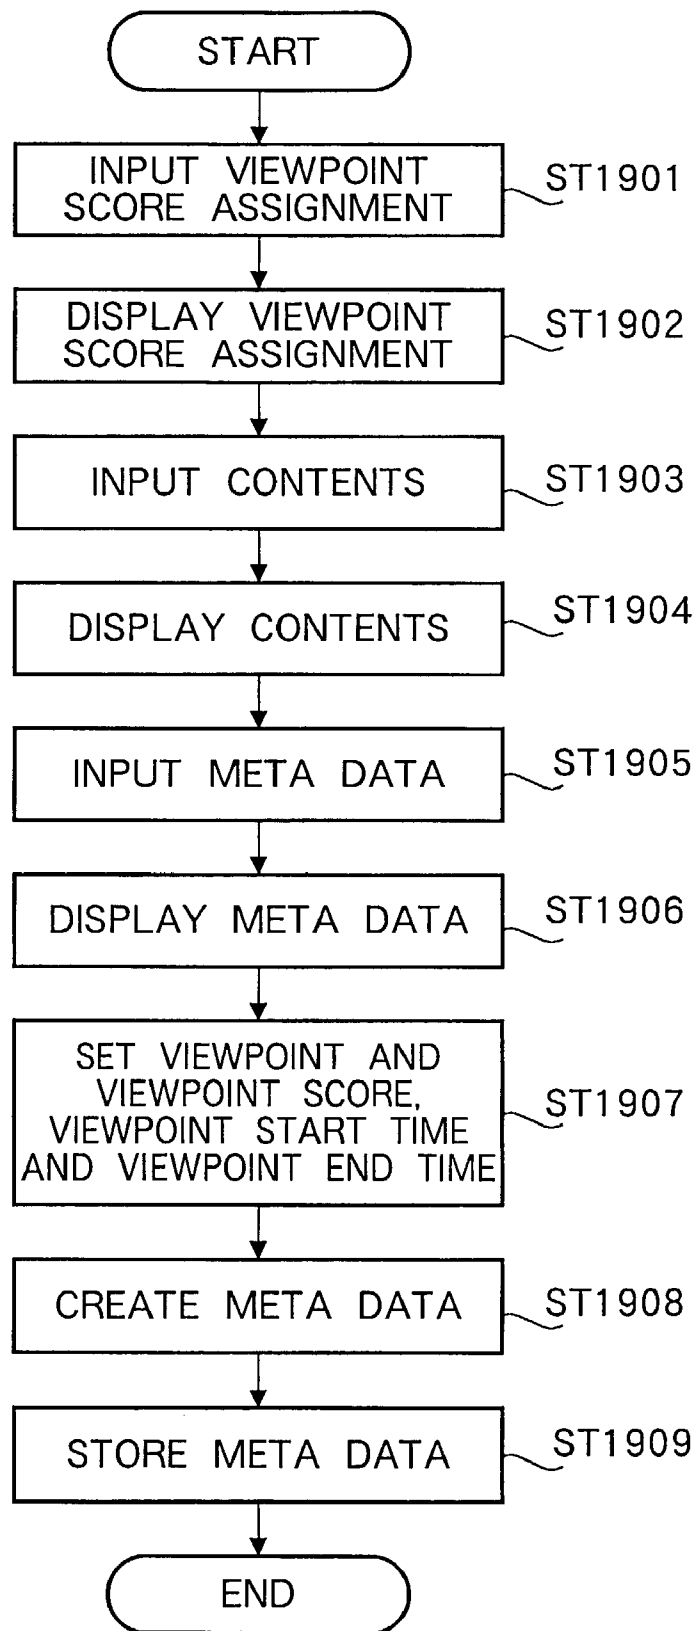 START
INPUT VIEWPOINT
SCORE ASSIGNMENT
ST1901
DISPLAY VIEWPOINT
SCORE ASSIGNMENT
ST1902
INPUT CONTENTS
ST1903
DISPLAY CONTENTS
ST1904
INPUT META DATA
ST1905
DISPLAY META DATA
ST1906
SET VIEWPOINT AND
VIEWPOINT SCORE,
VIEWPOINT START TIME
AND VIEWPOINT END TIME
ST1907
CREATE META DATA
ST1908
STORE META DATA
ST1909
END